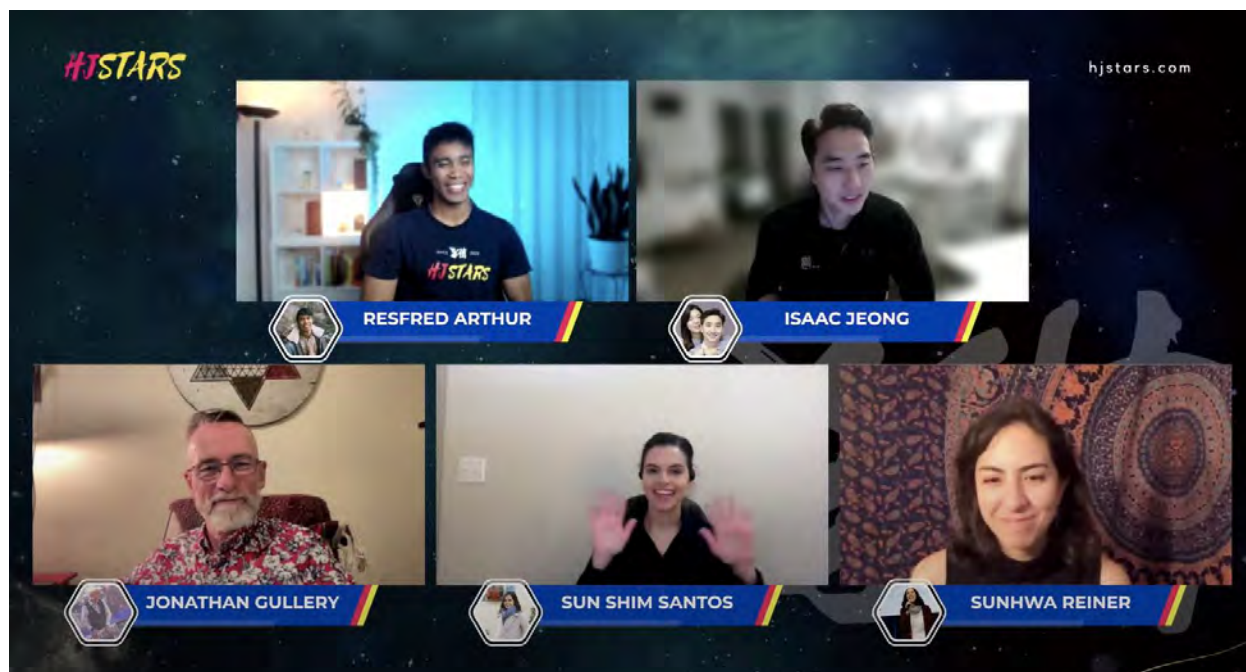 HJSTARS
hjstars.com
HJSTARS
RESFRED ARTHUR
ISAAC JEONG
JONATHAN GULLERY
SUN SHIM SANTOS
SUNHWA REINER